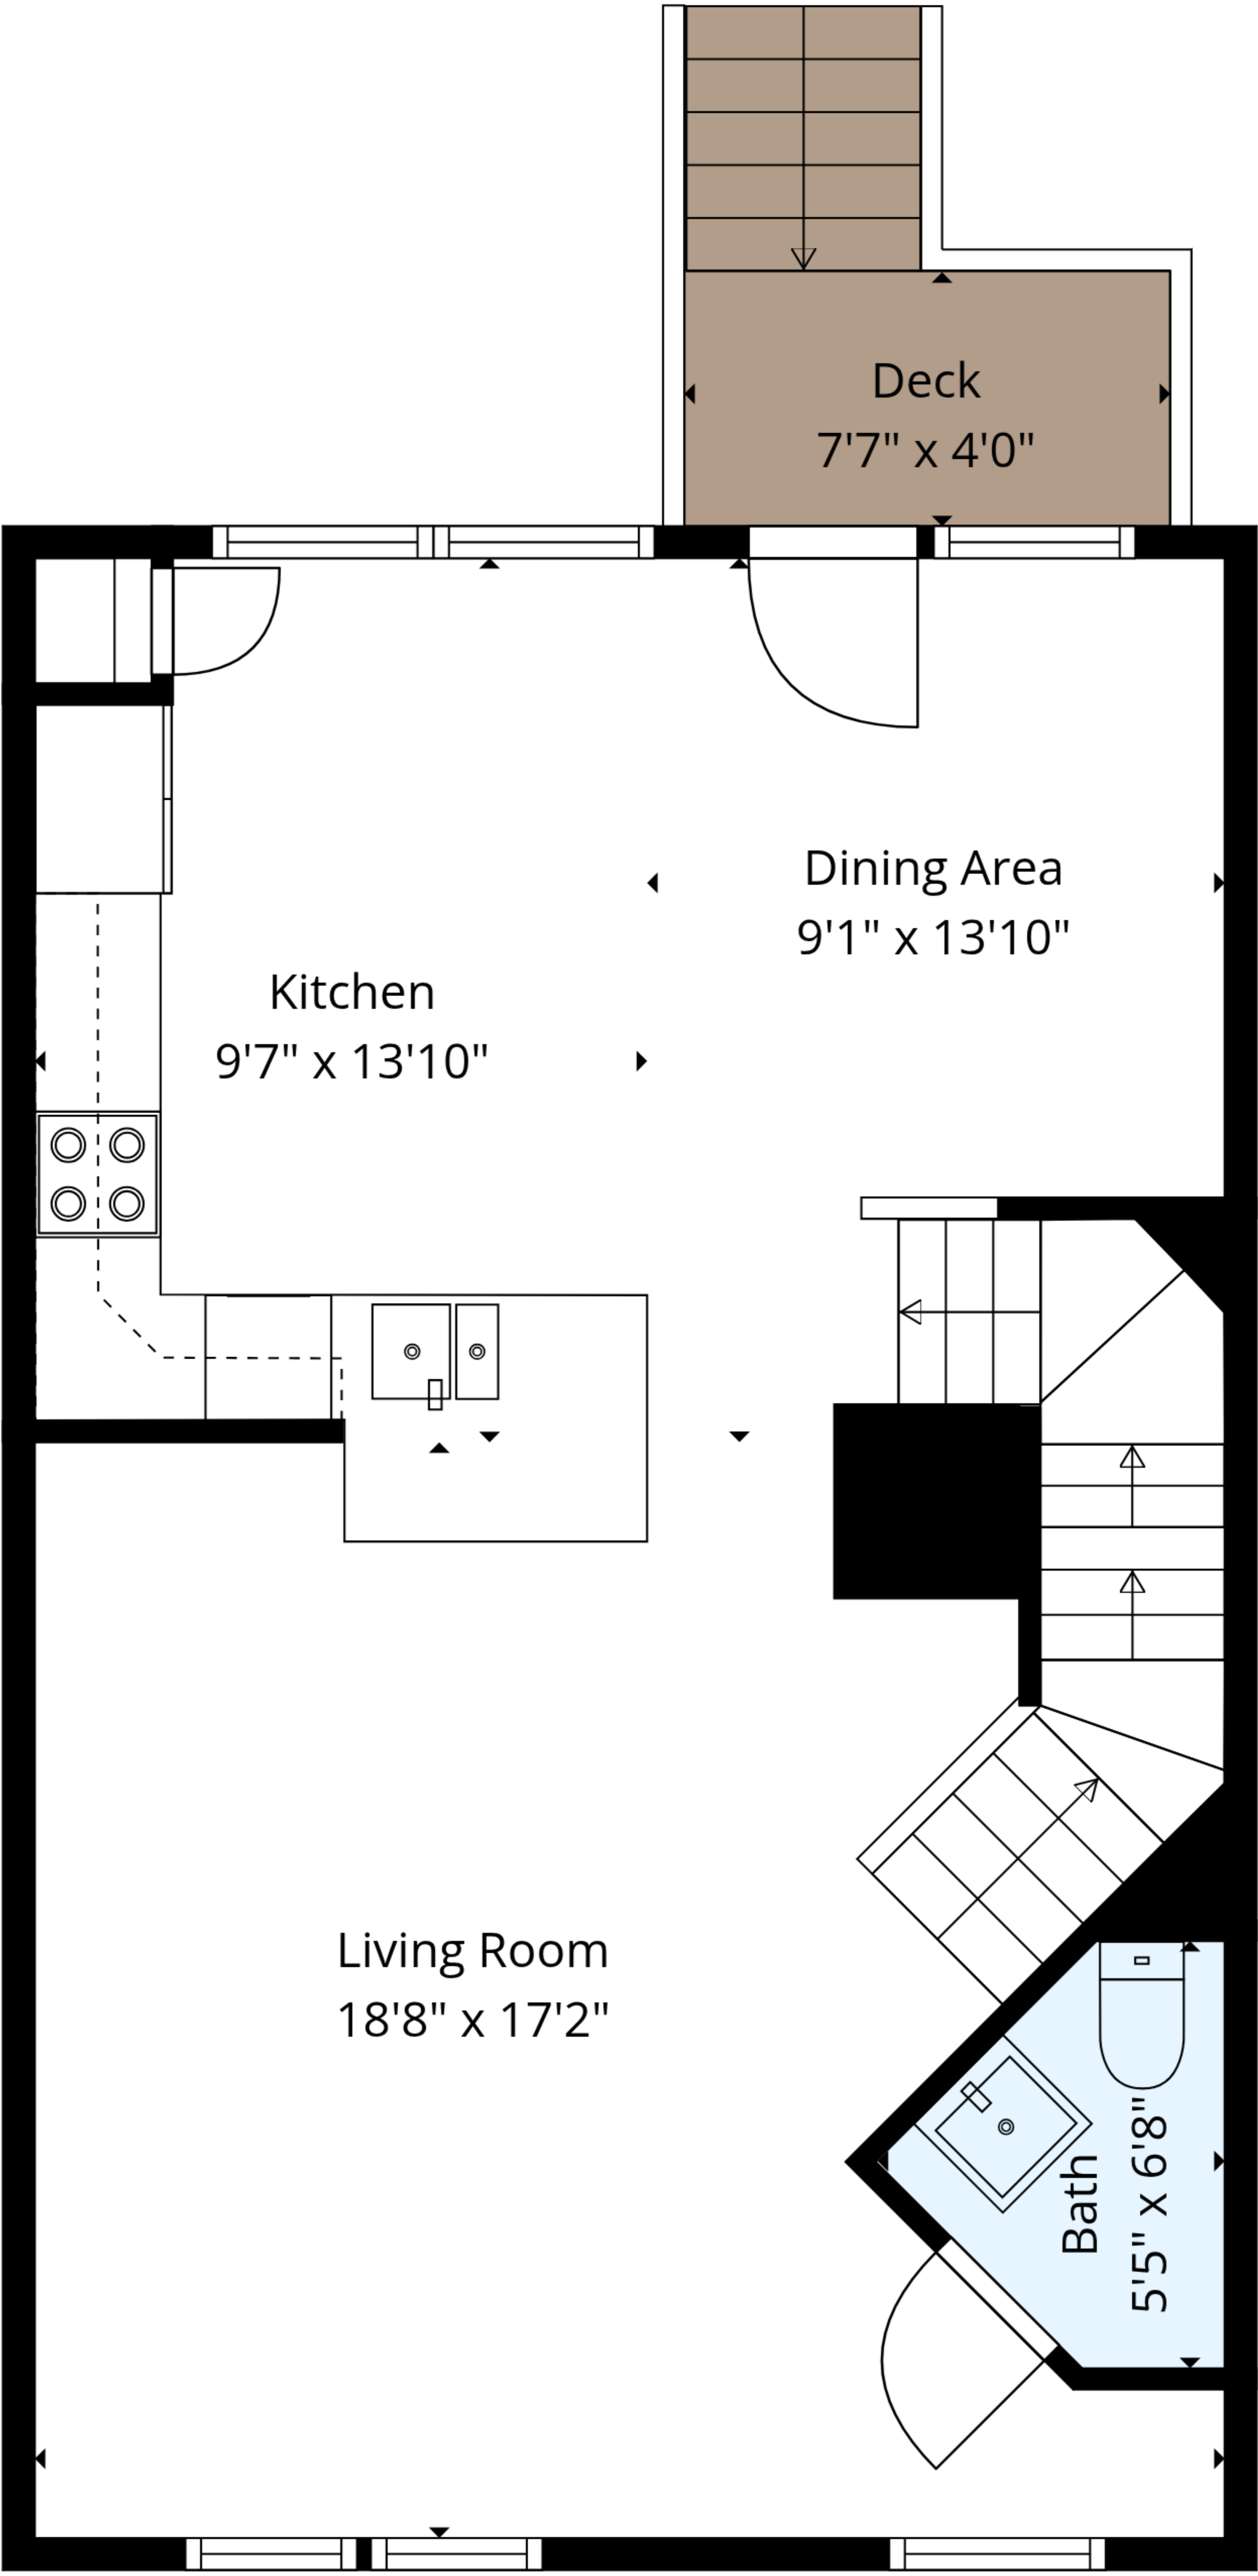 Deck
7'7" x 4'0"
Dining Area
9'1" x 13'10"
Kitchen
9'7" x 13'10"
Living Room
18'8" x 17'2"
Bath
5'5" x 6'8"